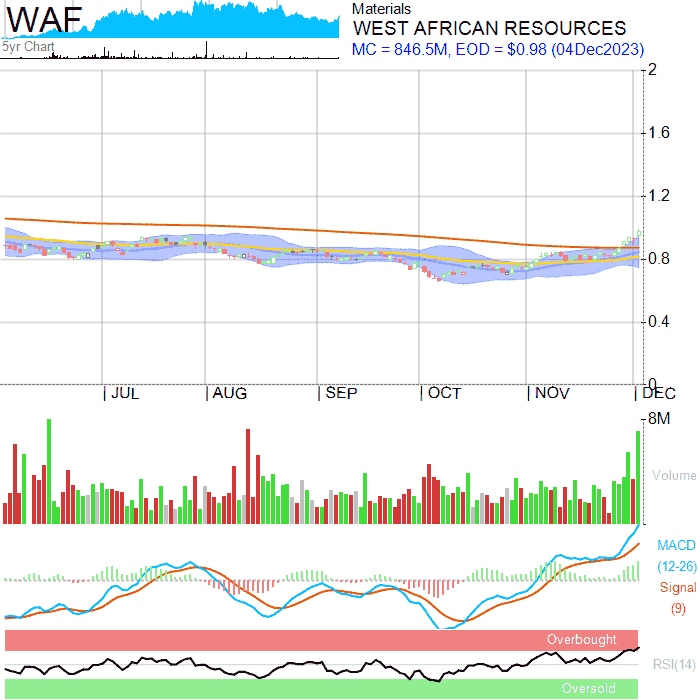 WAF
5yr Chart
Materials
WEST AFRICAN RESOURCES
MC = 846.5M, EOD = $0.98 (04Dec2023)
2
1.6
1.2
0.8
0.4
0
JUL AUG SEP OCT NOV DEC
8M
Volume
MACD
(12-26)
Signal
(9)
Overbought
RSI(14)
Oversold